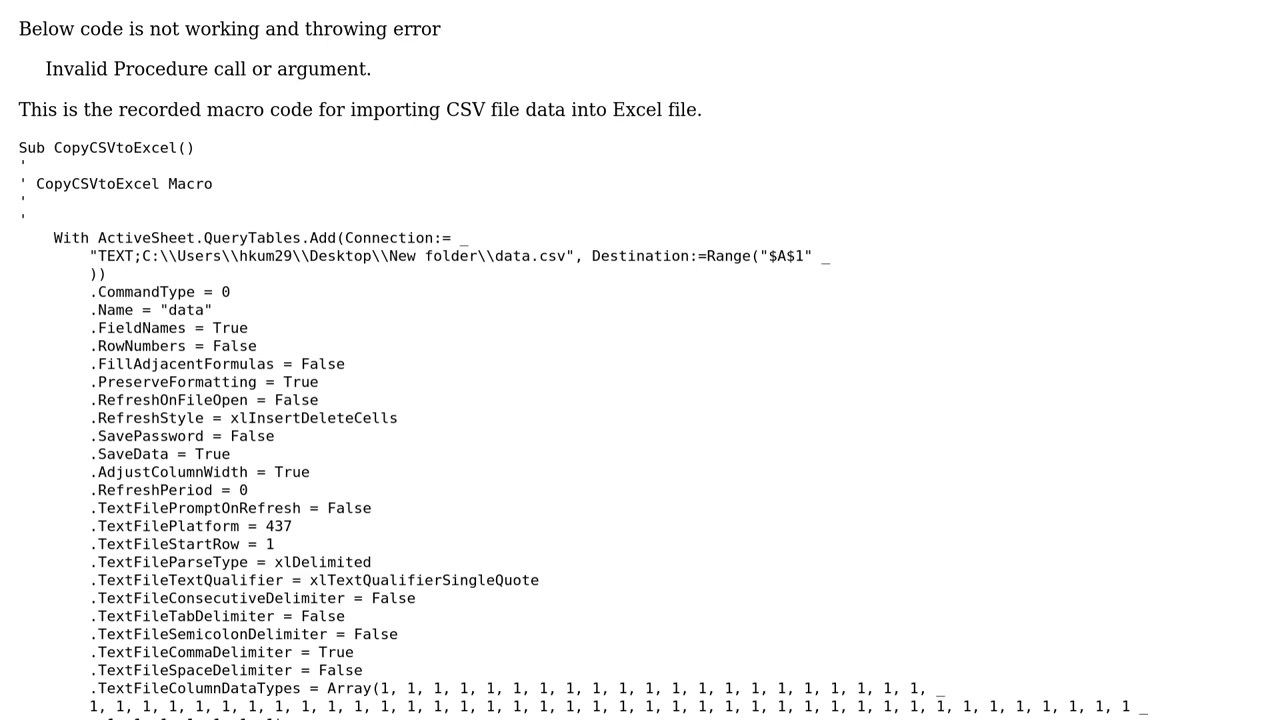 Below code is not working and throwing error
Invalid Procedure call or argument.
This is the recorded macro code for importing CSV file data into Excel file.
Sub CopyCSVtoExcel()
'
' CopyCSVtoExcel Macro
'
'
    With ActiveSheet.QueryTables.Add(Connection:= _
        "TEXT;C:\\Users\\hkum29\\Desktop\\New folder\\data.csv", Destination:=Range("$A$1" _
        ))
        .CommandType = 0
        .Name = "data"
        .FieldNames = True
        .RowNumbers = False
        .FillAdjacentFormulas = False
        .PreserveFormatting = True
        .RefreshOnFileOpen = False
        .RefreshStyle = xlInsertDeleteCells
        .SavePassword = False
        .SaveData = True
        .AdjustColumnWidth = True
        .RefreshPeriod = 0
        .TextFilePromptOnRefresh = False
        .TextFilePlatform = 437
        .TextFileStartRow = 1
        .TextFileParseType = xlDelimited
        .TextFileTextQualifier = xlTextQualifierSingleQuote
        .TextFileConsecutiveDelimiter = False
        .TextFileTabDelimiter = False
        .TextFileSemicolonDelimiter = False
        .TextFileCommaDelimiter = True
        .TextFileSpaceDelimiter = False
        .TextFileColumnDataTypes = Array(1, 1, 1, 1, 1, 1, 1, 1, 1, 1, 1, 1, 1, 1, 1, 1, 1, 1, 1, 1, 1, _
        1, 1, 1, 1, 1, 1, 1, 1, 1, 1, 1, 1, 1, 1, 1, 1, 1, 1, 1, 1, 1, 1, 1, 1, 1, 1, 1, 1, 1, 1, 1, 1, 1, 1, 1, 1, 1, 1, 1, 1 _